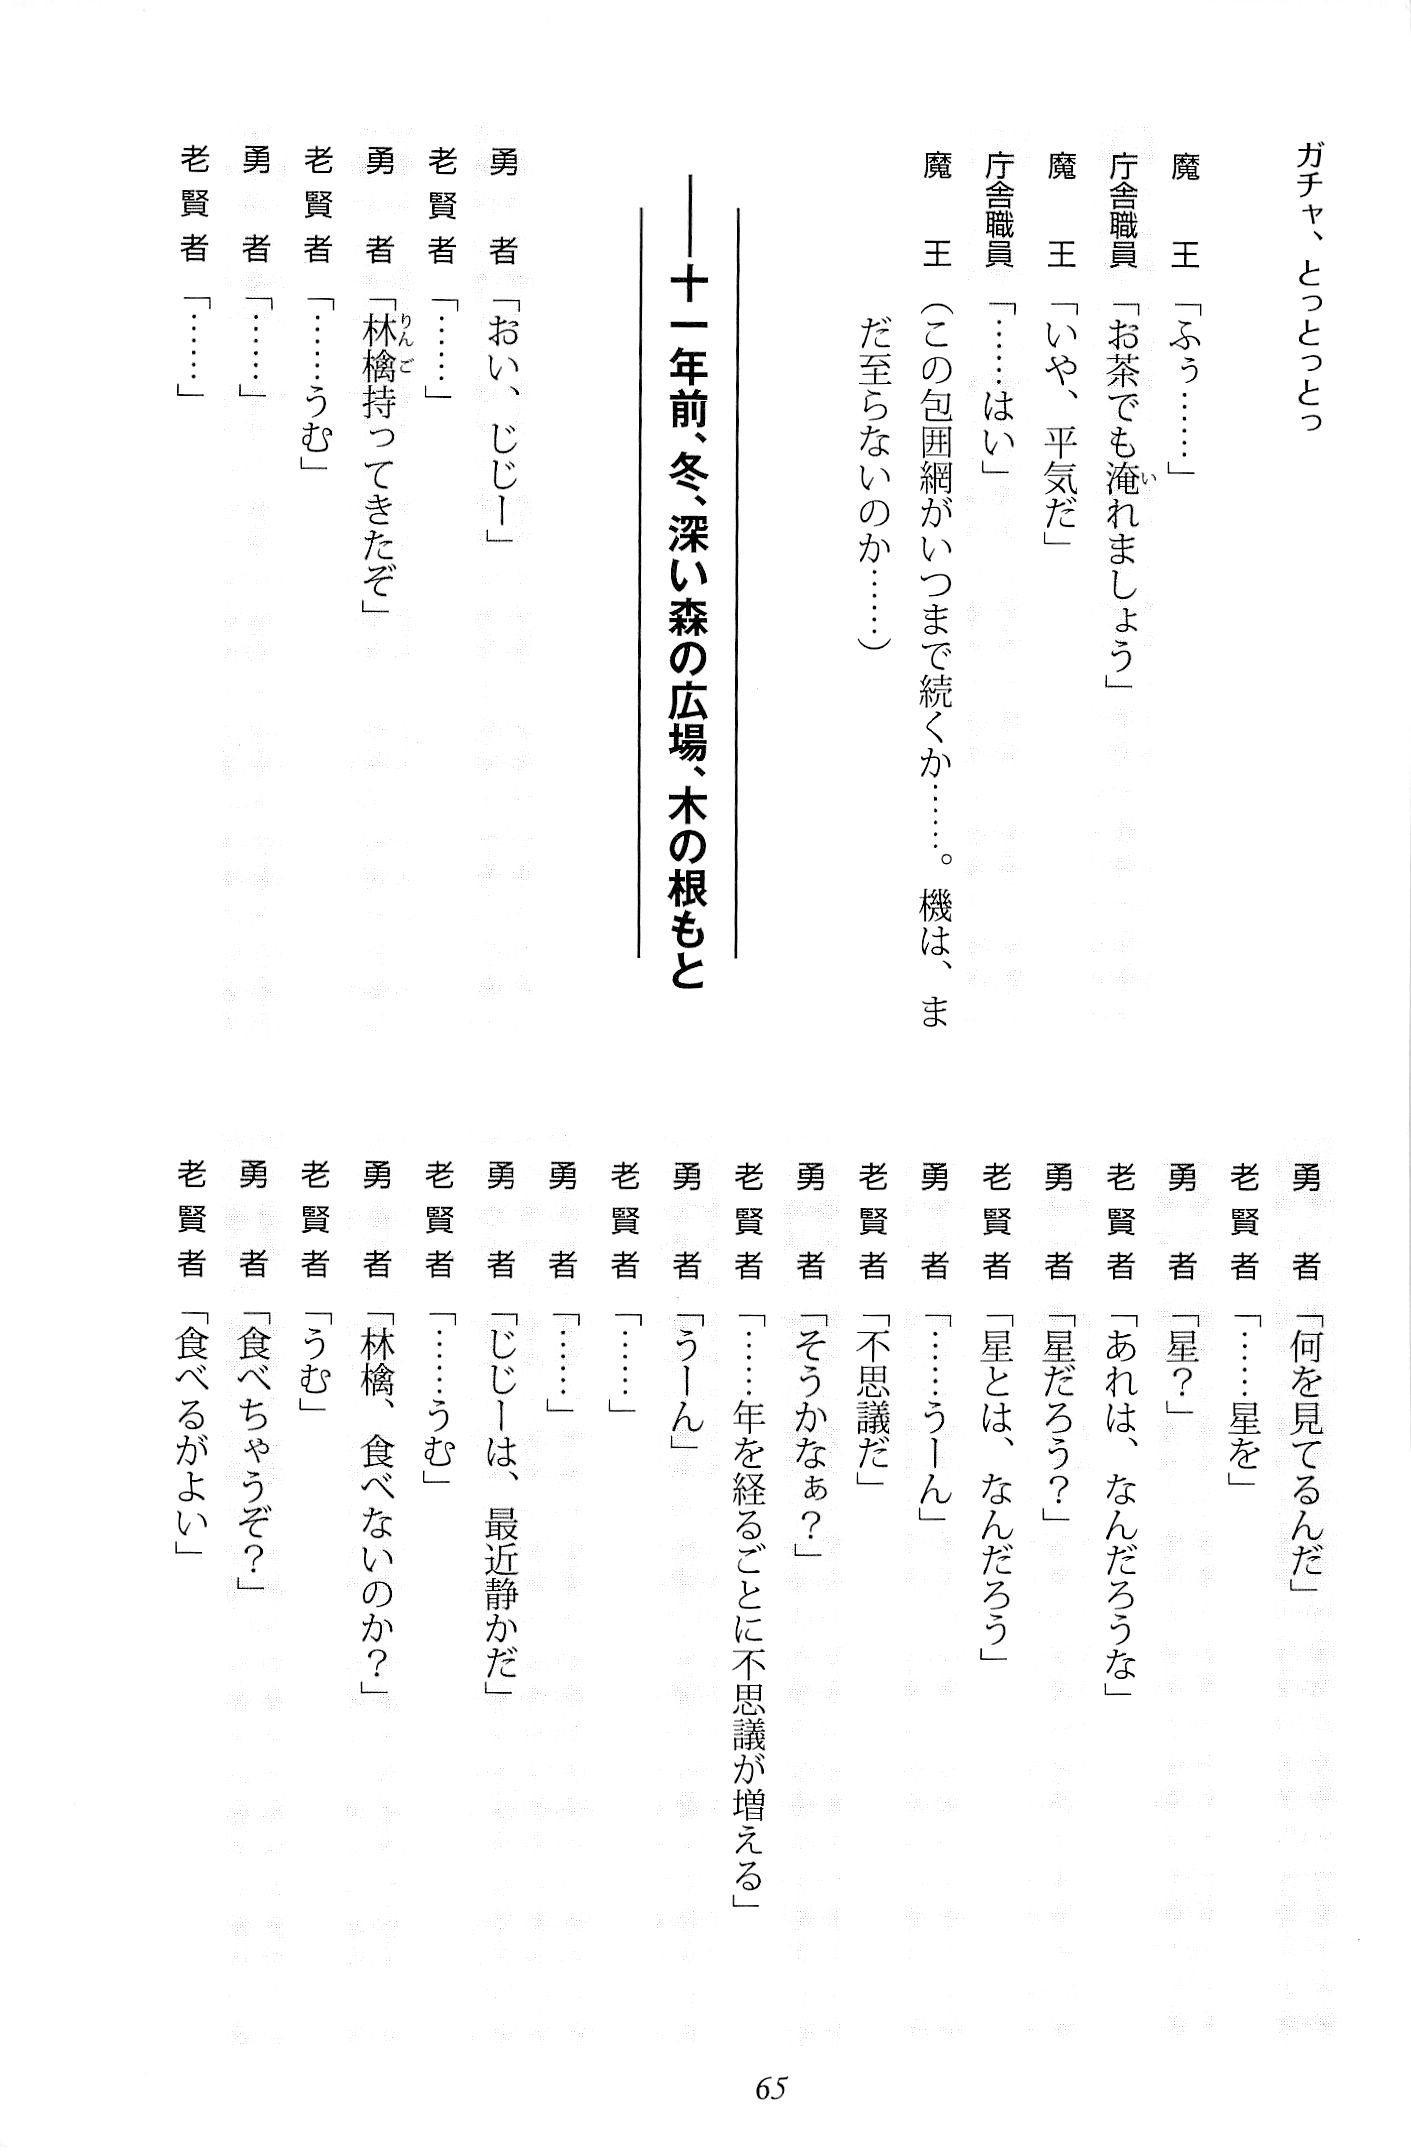 ガチャ、とっとっとっ
魔　王「ふぅ……」
庁舎職員「お茶でも淹れましょう」
魔　王「いや、平気だ」
庁舎職員「……はい」
魔　王（この包囲網がいつまで続くか……。機は、ま
だ至らないのか……）
――十一年前、冬、深い森の広場、木の根もと
勇　者「おい、じじー」
老賢者「……」
勇　者「林檎持ってきたぞ」
老賢者「……うむ」
勇　者「……」
老賢者「……」
勇　者「何を見てるんだ」
老賢者「……星を」
勇　者「星？」
老賢者「あれは、なんだろうな」
勇　者「星だろう？」
老賢者「星とは、なんだろう」
勇　者「……うーん」
老賢者「不思議だ」
勇　者「そうかなぁ？」
老賢者「……年を経るごとに不思議が増える」
勇　者「うーん」
老賢者「……」
勇　者「……」
勇　者「じじーは、最近静かだ」
老賢者「……うむ」
勇　者「林檎、食べないのか？」
老賢者「うむ」
勇　者「食べちゃうぞ？」
老賢者「食べるがよい」
65